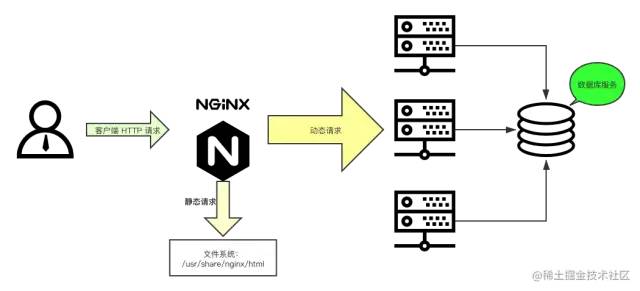 NGINX
数据库服务
客户端 HTTP 请求
动态请求
N
静态请求
文件系统：
/usr/share/nginx/html
@稀土掘金技术社区